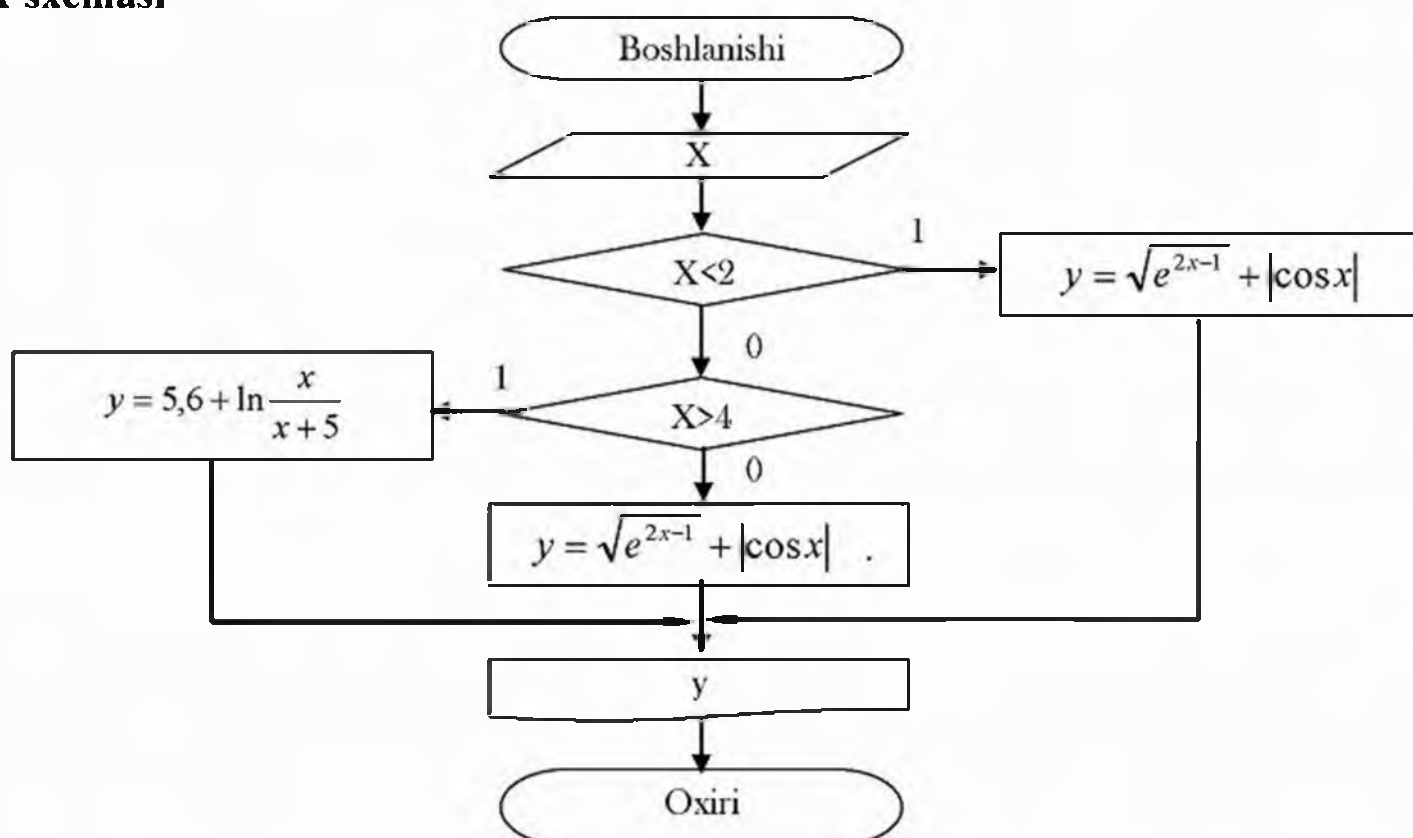 sxemasi
Boshlanishi
X
X<2
1
y = √e^{2x-1} + |cos x|
0
y = 5,6 + ln x/(x+5)
1
X>4
0
y = √e^{2x-1} + |cos x| .
y
Oxiri